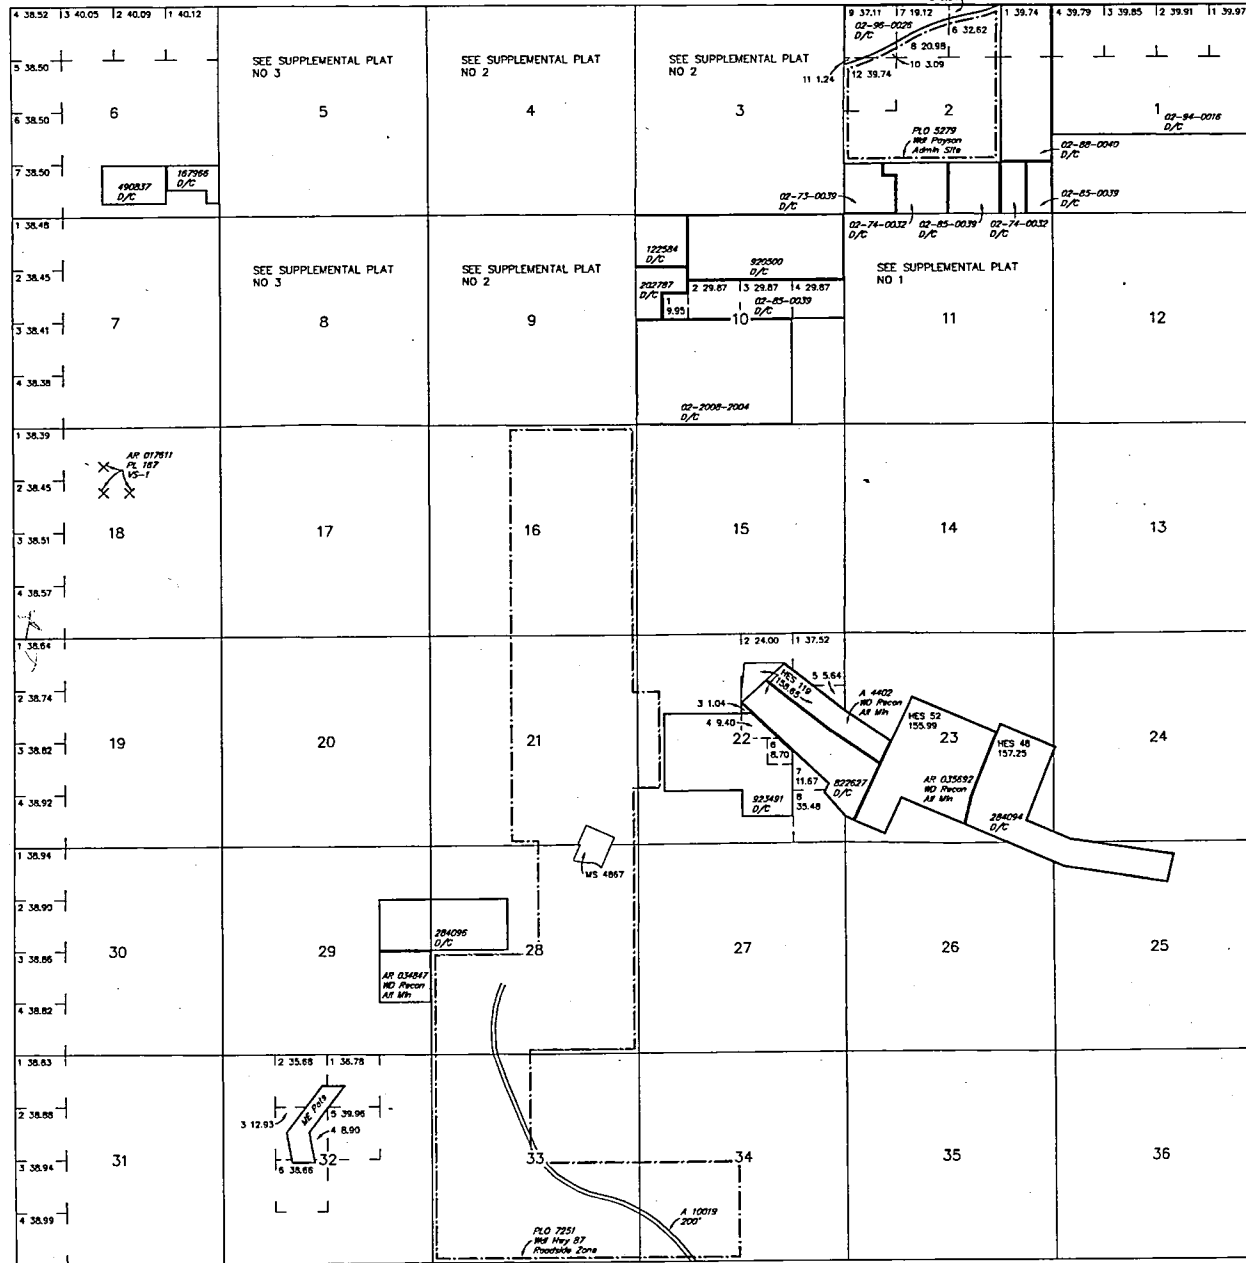 4 38.52 3 40.05 2 40.09 1 40.12
9 37.11 7 19.12
1 39.74 4 39.79 3 39.85 2 39.91 1 39.97
02-96-0026
D/C
6 32.62
8 20.98
10 3.09
11 1.24
12 39.74
5 38.50
SEE SUPPLEMENTAL PLAT
NO 3
SEE SUPPLEMENTAL PLAT
NO 2
SEE SUPPLEMENTAL PLAT
NO 2
6 38.50
6
5
4
3
2
1
02-94-0016
D/C
PLO 5279
Wdl Payson
Admin Site
02-88-0040
D/C
7 38.50
490837
D/C
167966
D/C
02-73-0039
D/C
02-85-0039
D/C
02-74-0032
D/C
02-85-0039
D/C
02-74-0032
D/C
1 38.48
2 38.45
3 38.41
4 38.38
SEE SUPPLEMENTAL PLAT
NO 3
SEE SUPPLEMENTAL PLAT
NO 2
122584
D/C
920500
D/C
SEE SUPPLEMENTAL PLAT
NO 1
202787
D/C
2 29.87 3 29.87 4 29.87
1
9.95
02-85-0039
D/C
7
8
9
10
11
12
02-2008-2004
D/C
1 38.39
2 38.45
3 38.51
4 38.57
AR 017611
PL 167
VS-1
18
17
16
15
14
13
1 38.64
2 38.74
3 38.82
4 38.92
2 24.00 1 37.52
5 5.64
HES 119
158.65
3 1.04
4 9.40
A 4402
WD Recon
All Min
HES 52
155.99
HES 48
157.25
19
20
21
22
23
24
6
8.70
7
11.67
8
35.48
822627
D/C
AR 035692
WD Recon
All Min
923491
D/C
284094
D/C
1 38.94
2 38.90
3 38.86
4 38.82
MS 4867
284096
D/C
30
29
28
27
26
25
AR 034847
WD Recon
All Min
1 38.83
2 38.88
3 38.94
4 38.99
2 35.68 1 36.78
ME Pats
3 12.93
5 39.96
4 8.90
6 38.66
31
32
33
34
35
36
A 10019
200'
PLO 7251
Wdl Hwy 87
Roadside Zone